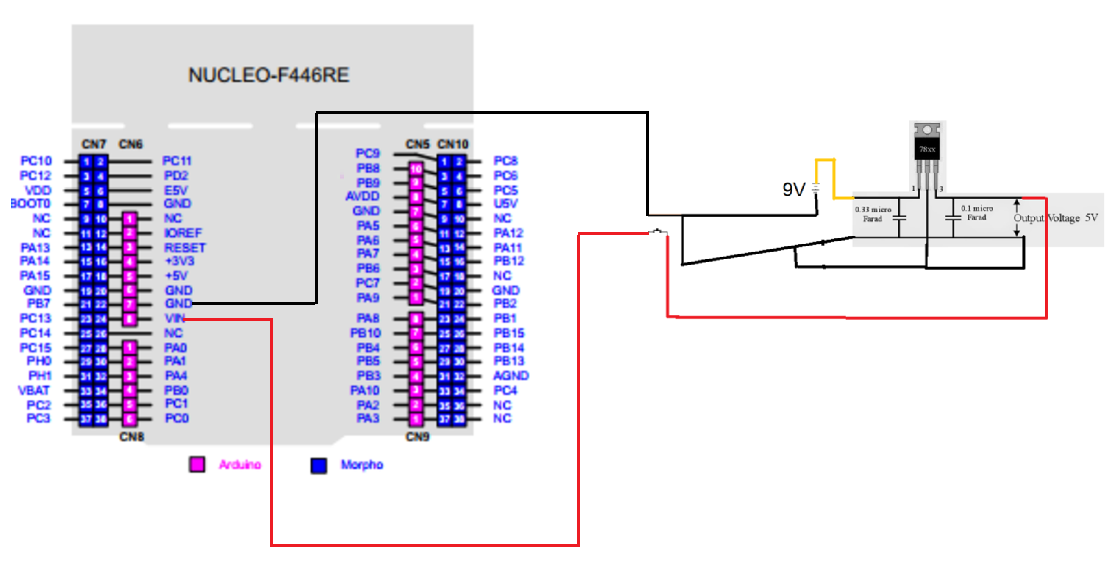 NUCLEO-F446RE
CN7 CN6
CN5 CN10
PC10
PC12
VDD
BOOT0
NC
NC
PA13
PA14
PA15
GND
PB7
PC13
PC14
PC15
PH0
PH1
VBAT
PC2
PC3
1 2
3 4
5 6
7 8
9 10
11 12
13 14
15 16
17 18
19 20
21 22
23 24
25 26
27 28
29 30
31 32
33 34
35 36
37 38
1
2
3
4
5
6
7
8
1
2
3
4
5
6
PC11
PD2
E5V
GND
NC
IOREF
RESET
+3V3
+5V
GND
GND
VIN
NC
PA0
PA1
PA4
PB0
PC1
PC0
CN8
PC9
PB8
PB9
AVDD
GND
PA5
PA6
PA7
PB6
PC7
PA9
PA8
PB10
PB4
PB5
PB3
PA10
PA2
PA3
10
9
8
7
6
5
4
3
2
1
8
7
6
5
4
3
2
1
1 2
3 4
5 6
7 8
9 10
11 12
13 14
15 16
17 18
19 20
21 22
23 24
25 26
27 28
29 30
31 32
33 34
35 36
37 38
PC8
PC6
PC5
U5V
NC
PA12
PA11
PB12
NC
GND
PB2
PB1
PB15
PB14
PB13
AGND
PC4
NC
NC
CN9
Arduino
Morpho
9V
78xx
1
3
0.33 micro
Farad
0.1 micro
Farad
Output Voltage 5V